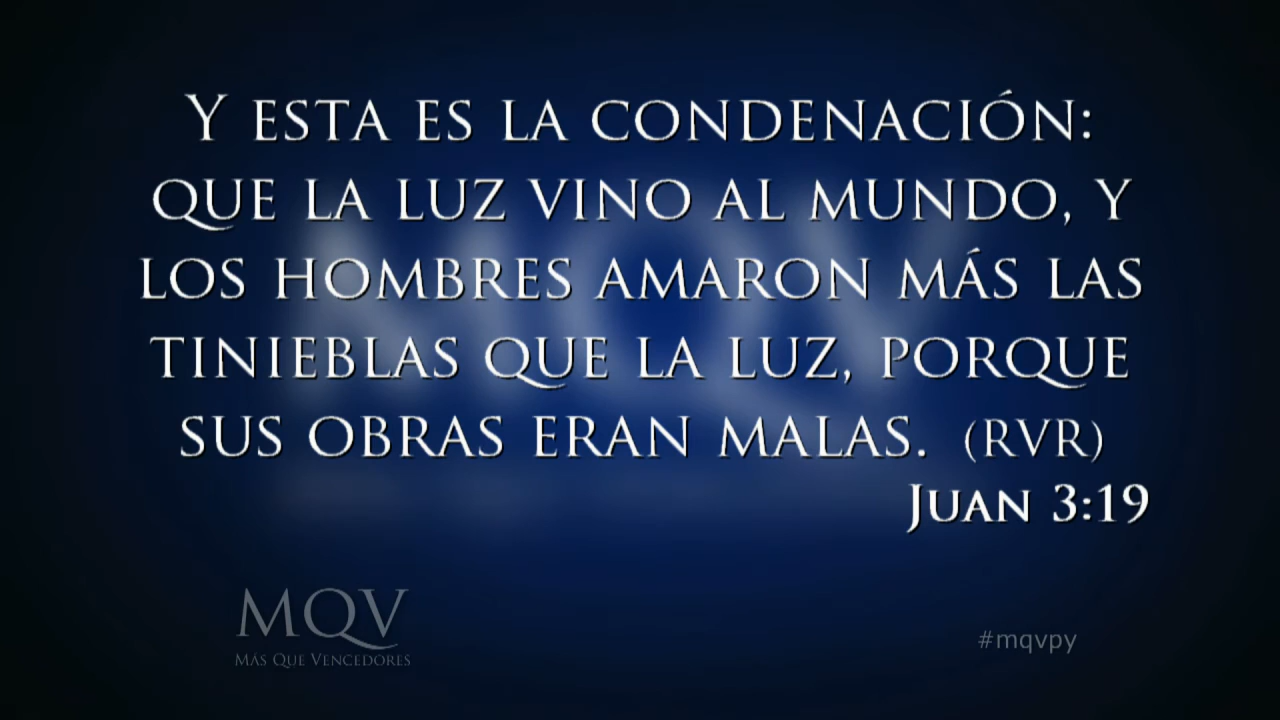 Y ESTA ES LA CONDENACIÓN:
QUE LA LUZ VINO AL MUNDO, Y
LOS HOMBRES AMARON MÁS LAS
TINIEBLAS QUE LA LUZ, PORQUE
SUS OBRAS ERAN MALAS. (RVR)
JUAN 3:19
MQV
MÁS QUE VENCEDORES
#mqvpy